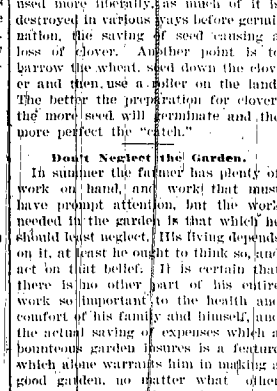 used more liberally, as much of it is
destroyed in various ways before germi
nation, the saving of seed causing a
loss of clover. Another point is to
harrow the wheat, seed down the clov
er and then use a roller on the land
The better the preparation for clover
the more seed will germinate and the
more perfect the "catch."
Don't Neglect the Garden.
In summer the farmer has plenty of
work on hand, and work that must
have prompt attention, but the work
needed in the garden is that which he
should least neglect. His living depends
on it, at least he ought to think so, and
act on that belief. It is certain that
there is no other part of his entire
work so important to the health and
comfort of his family and himself, and
the actual saving of expenses which a
bounteous garden insures is a feature
which alone warrants him in making a
good garden, no matter what other